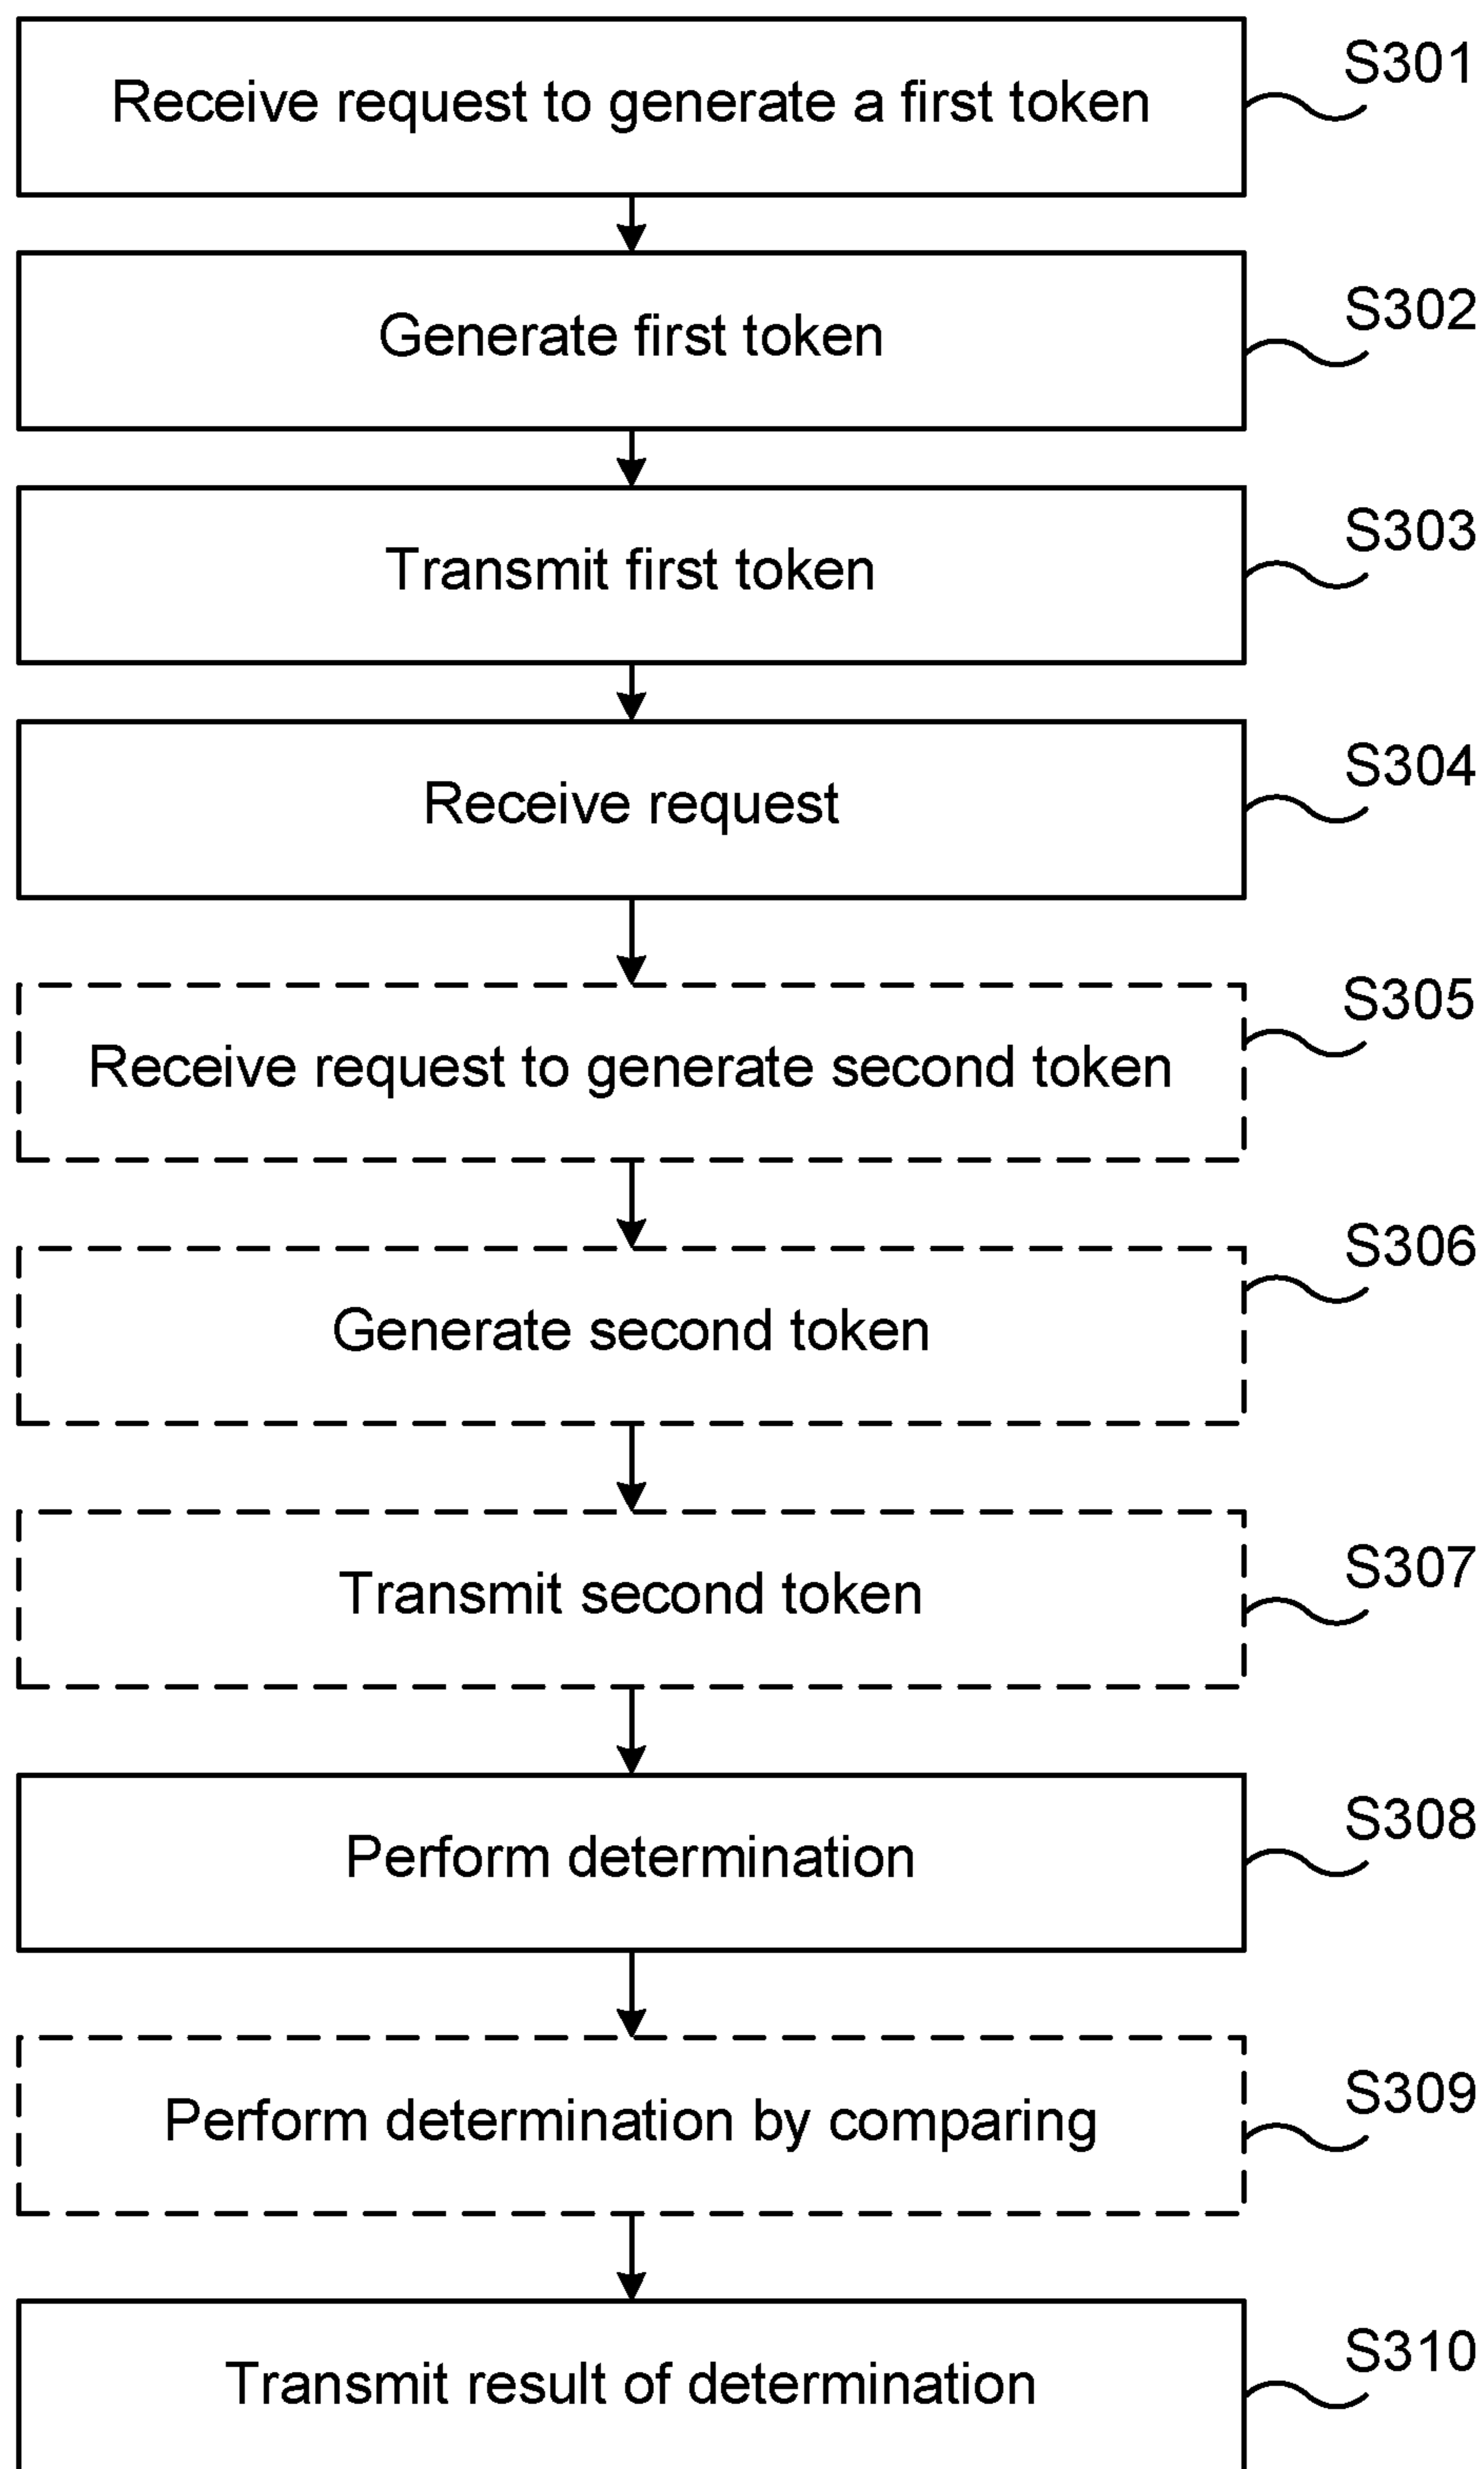 Receive request to generate a first token
S301
Generate first token
S302
Transmit first token
S303
Receive request
S304
Receive request to generate second token
S305
Generate second token
S306
Transmit second token
S307
Perform determination
S308
Perform determination by comparing
S309
Transmit result of determination
S310